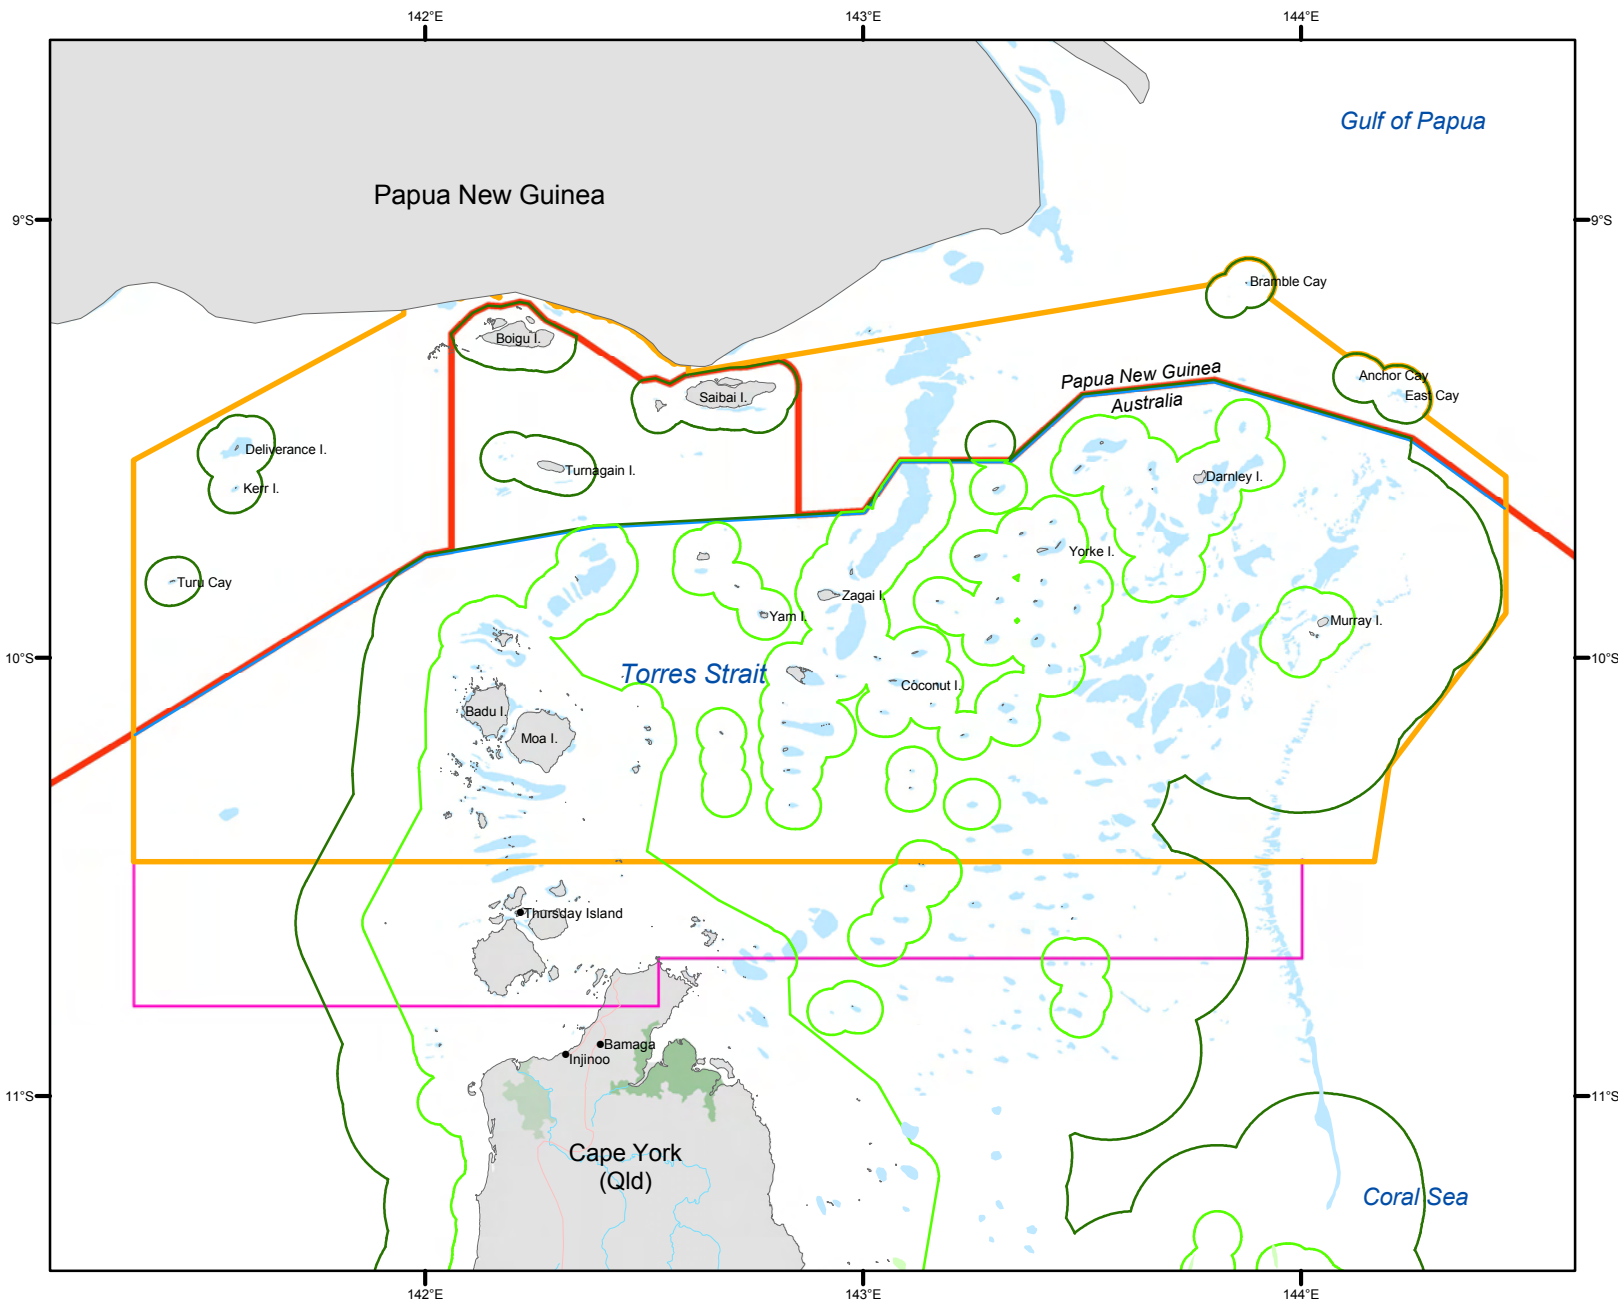 142°E
143°E
144°E
Gulf of Papua
Papua New Guinea
9°S
9°S
Bramble Cay
Boigu I.
Papua New Guinea
Australia
Anchor Cay
East Cay
Saibai I.
Deliverance I.
Turnagain I.
Darnley I.
Kerr I.
Yorke I.
Turu Cay
Zagai I.
Yam I.
Murray I.
10°S
10°S
Torres Strait
Coconut I.
Badu I.
Moa I.
Thursday Island
Bamaga
Injinoo
11°S
11°S
Cape York
(Qld)
Coral Sea
142°E
143°E
144°E